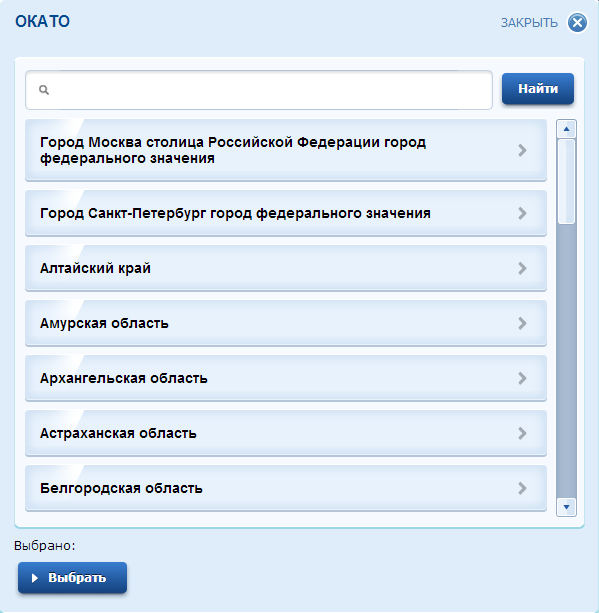 ОКАТО
ЗАКРЫТЬ
Найти
Город Москва столица Российской Федерации город
федерального значения
Город Санкт-Петербург город федерального значения
Алтайский край
Амурская область
Архангельская область
Астраханская область
Белгородская область
Выбрано:
Выбрать